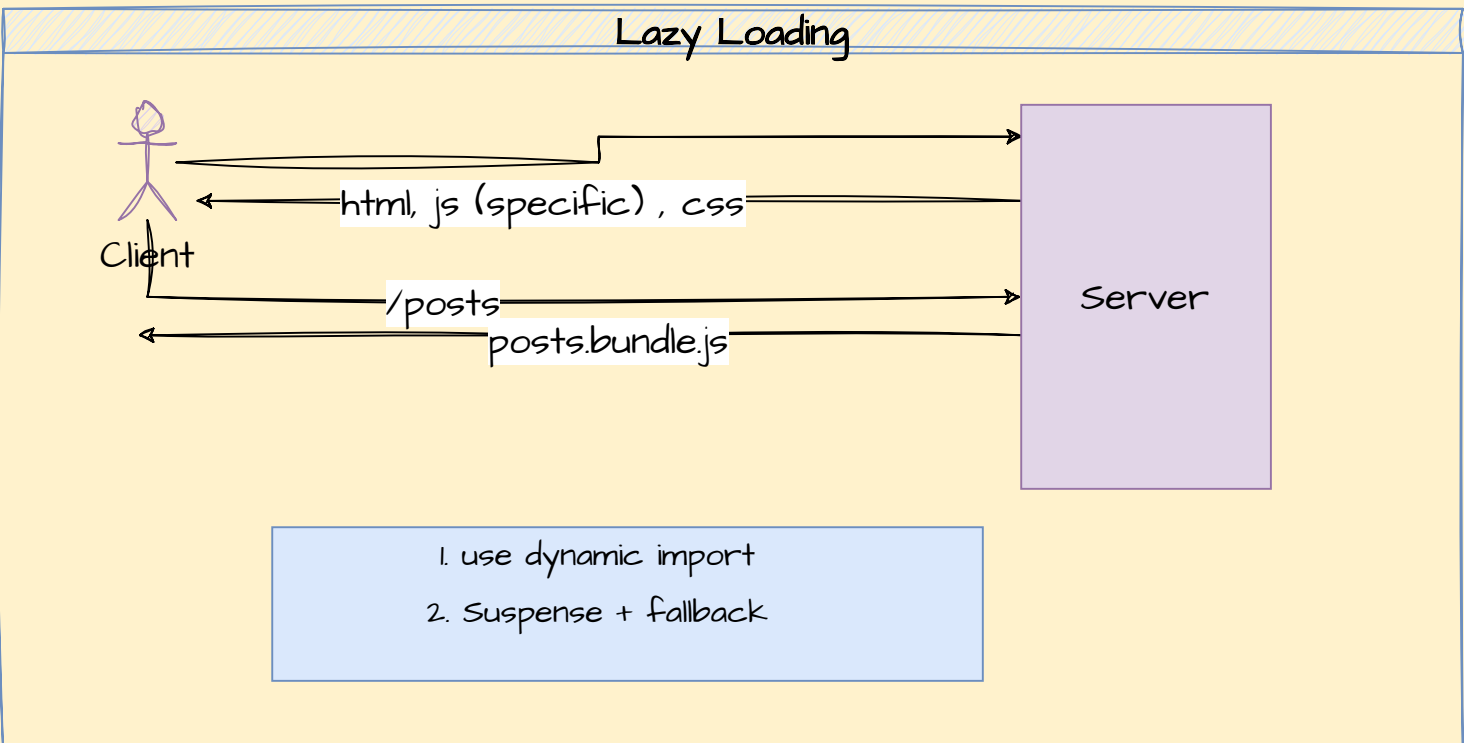 Lazy Loading
html, js (specific) , css
Client
/posts
Server
posts.bundle.js
1. use dynamic import
2. Suspense + fallback